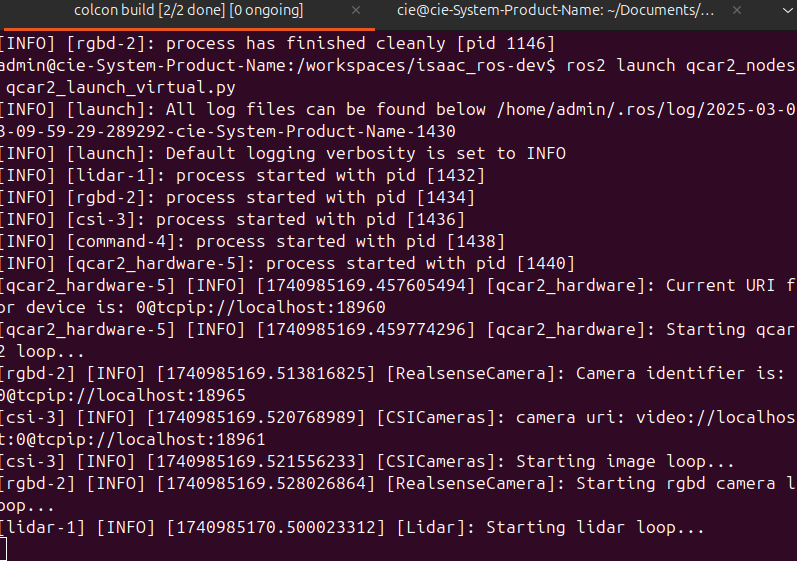 colcon build [2/2 done] [0 ongoing] × cie@cie-System-Product-Name: ~/Documents/... ×
[INFO] [rgbd-2]: process has finished cleanly [pid 1146]
admin@cie-System-Product-Name:/workspaces/isaac_ros-dev$ ros2 launch qcar2_nodes
 qcar2_launch_virtual.py
[INFO] [launch]: All log files can be found below /home/admin/.ros/log/2025-03-0
3-09-59-29-289292-cie-System-Product-Name-1430
[INFO] [launch]: Default logging verbosity is set to INFO
[INFO] [lidar-1]: process started with pid [1432]
[INFO] [rgbd-2]: process started with pid [1434]
[INFO] [csi-3]: process started with pid [1436]
[INFO] [command-4]: process started with pid [1438]
[INFO] [qcar2_hardware-5]: process started with pid [1440]
[qcar2_hardware-5] [INFO] [1740985169.457605494] [qcar2_hardware]: Current URI f
or device is: 0@tcpip://localhost:18960
[qcar2_hardware-5] [INFO] [1740985169.459774296] [qcar2_hardware]: Starting qcar
2 loop...
[rgbd-2] [INFO] [1740985169.513816825] [RealsenseCamera]: Camera identifier is:
0@tcpip://localhost:18965
[csi-3] [INFO] [1740985169.520768989] [CSICameras]: camera uri: video://localhos
t:0@tcpip://localhost:18961
[csi-3] [INFO] [1740985169.521556233] [CSICameras]: Starting image loop...
[rgbd-2] [INFO] [1740985169.528026864] [RealsenseCamera]: Starting rgbd camera l
oop...
[lidar-1] [INFO] [1740985170.500023312] [Lidar]: Starting lidar loop...